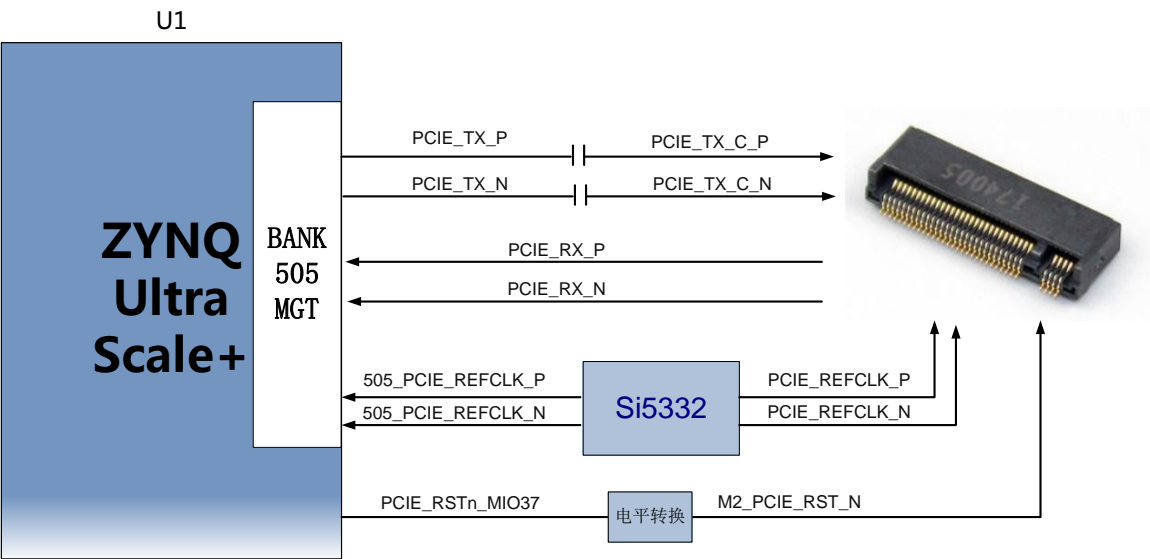 U1
PCIE_TX_P
PCIE_TX_C_P
PCIE_TX_N
PCIE_TX_C_N
174005
ZYNQ
Ultra
Scale+
BANK
505
MGT
PCIE_RX_P
PCIE_RX_N
505_PCIE_REFCLK_P
505_PCIE_REFCLK_N
Si5332
PCIE_REFCLK_P
PCIE_REFCLK_N
PCIE_RSTn_MIO37
电平转换
M2_PCIE_RST_N